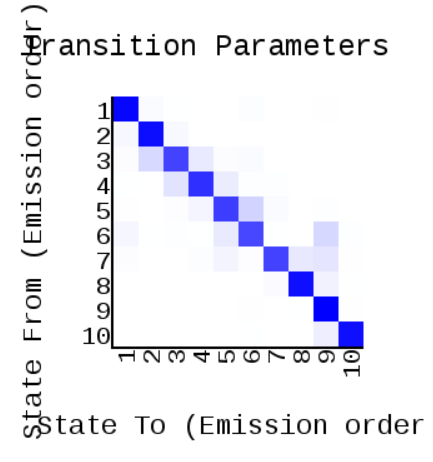 Transition Parameters
State From (Emission order)
1
2
3
4
5
6
7
8
9
10
1 2 3 4 5 6 7 8 9 10
State To (Emission order